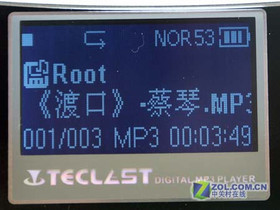 NOR53
Root
《渡口》-蔡琴.MP3
001/003 MP3 00:03:49
TECLAST DIGITAL MP3 PLAYER
ZOL.COM.CN
中关村在线